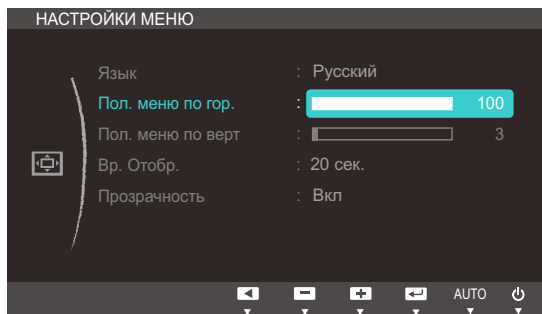 НАСТРОЙКИ МЕНЮ
Язык : Русский
Пол. меню по гор. : 100
Пол. меню по верт : 3
Вр. Отобр. : 20 сек.
Прозрачность : Вкл
AUTO